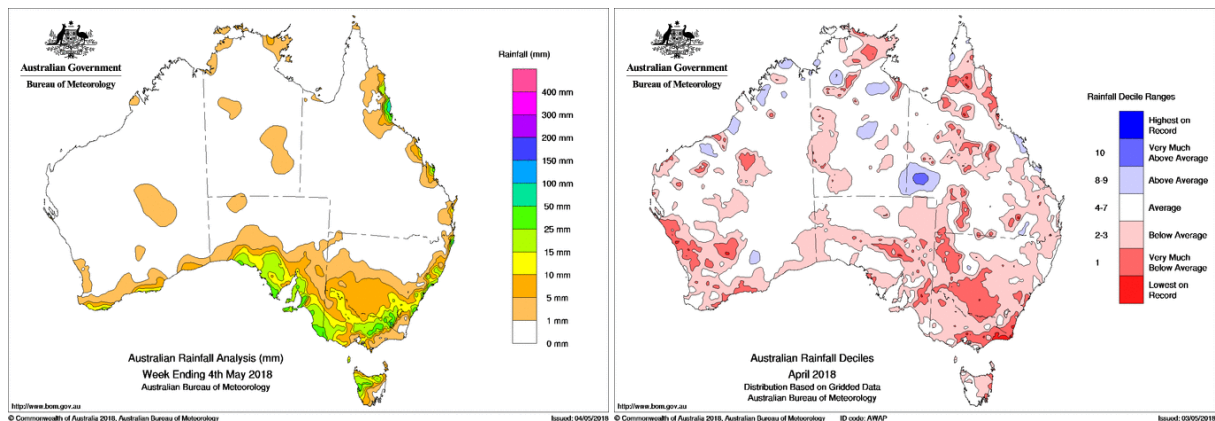 Australian Government
Bureau of Meteorology
Rainfall (mm)
400 mm
300 mm
200 mm
150 mm
100 mm
50 mm
25 mm
15 mm
10 mm
5 mm
1 mm
0 mm
Australian Rainfall Analysis (mm)
Week Ending 4th May 2018
Australian Bureau of Meteorology
http://www.bom.gov.au
© Commonwealth of Australia 2018, Australian Bureau of Meteorology
Issued: 04/05/2018
Australian Government
Bureau of Meteorology
Rainfall Decile Ranges
Highest on
Record
10
Very Much
Above Average
8-9
Above Average
4-7
Average
2-3
Below Average
1
Very Much
Below Average
Lowest on
Record
Australian Rainfall Deciles
April 2018
Distribution Based on Gridded Data
Australian Bureau of Meteorology
http://www.bom.gov.au
© Commonwealth of Australia 2018, Australian Bureau of Meteorology
ID code: AWAP
Issued: 03/05/2018